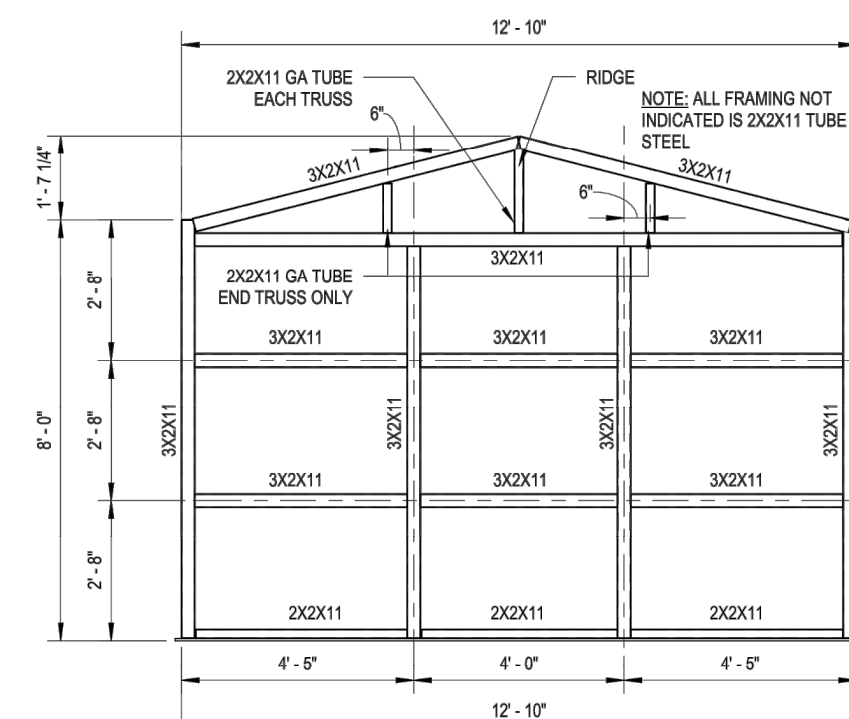 12' - 10"
2X2X11 GA TUBE
EACH TRUSS
RIDGE
NOTE: ALL FRAMING NOT
INDICATED IS 2X2X11 TUBE
STEEL
6"
1' - 7 1/4"
3X2X11
3X2X11
6"
3X2X11
2X2X11 GA TUBE
END TRUSS ONLY
2' - 8"
3X2X11
3X2X11
3X2X11
8' - 0"
2' - 8"
3X2X11
3X2X11
3X2X11
3X2X11
3X2X11
3X2X11
3X2X11
2' - 8"
2X2X11
2X2X11
2X2X11
4' - 5"
4' - 0"
4' - 5"
12' - 10"